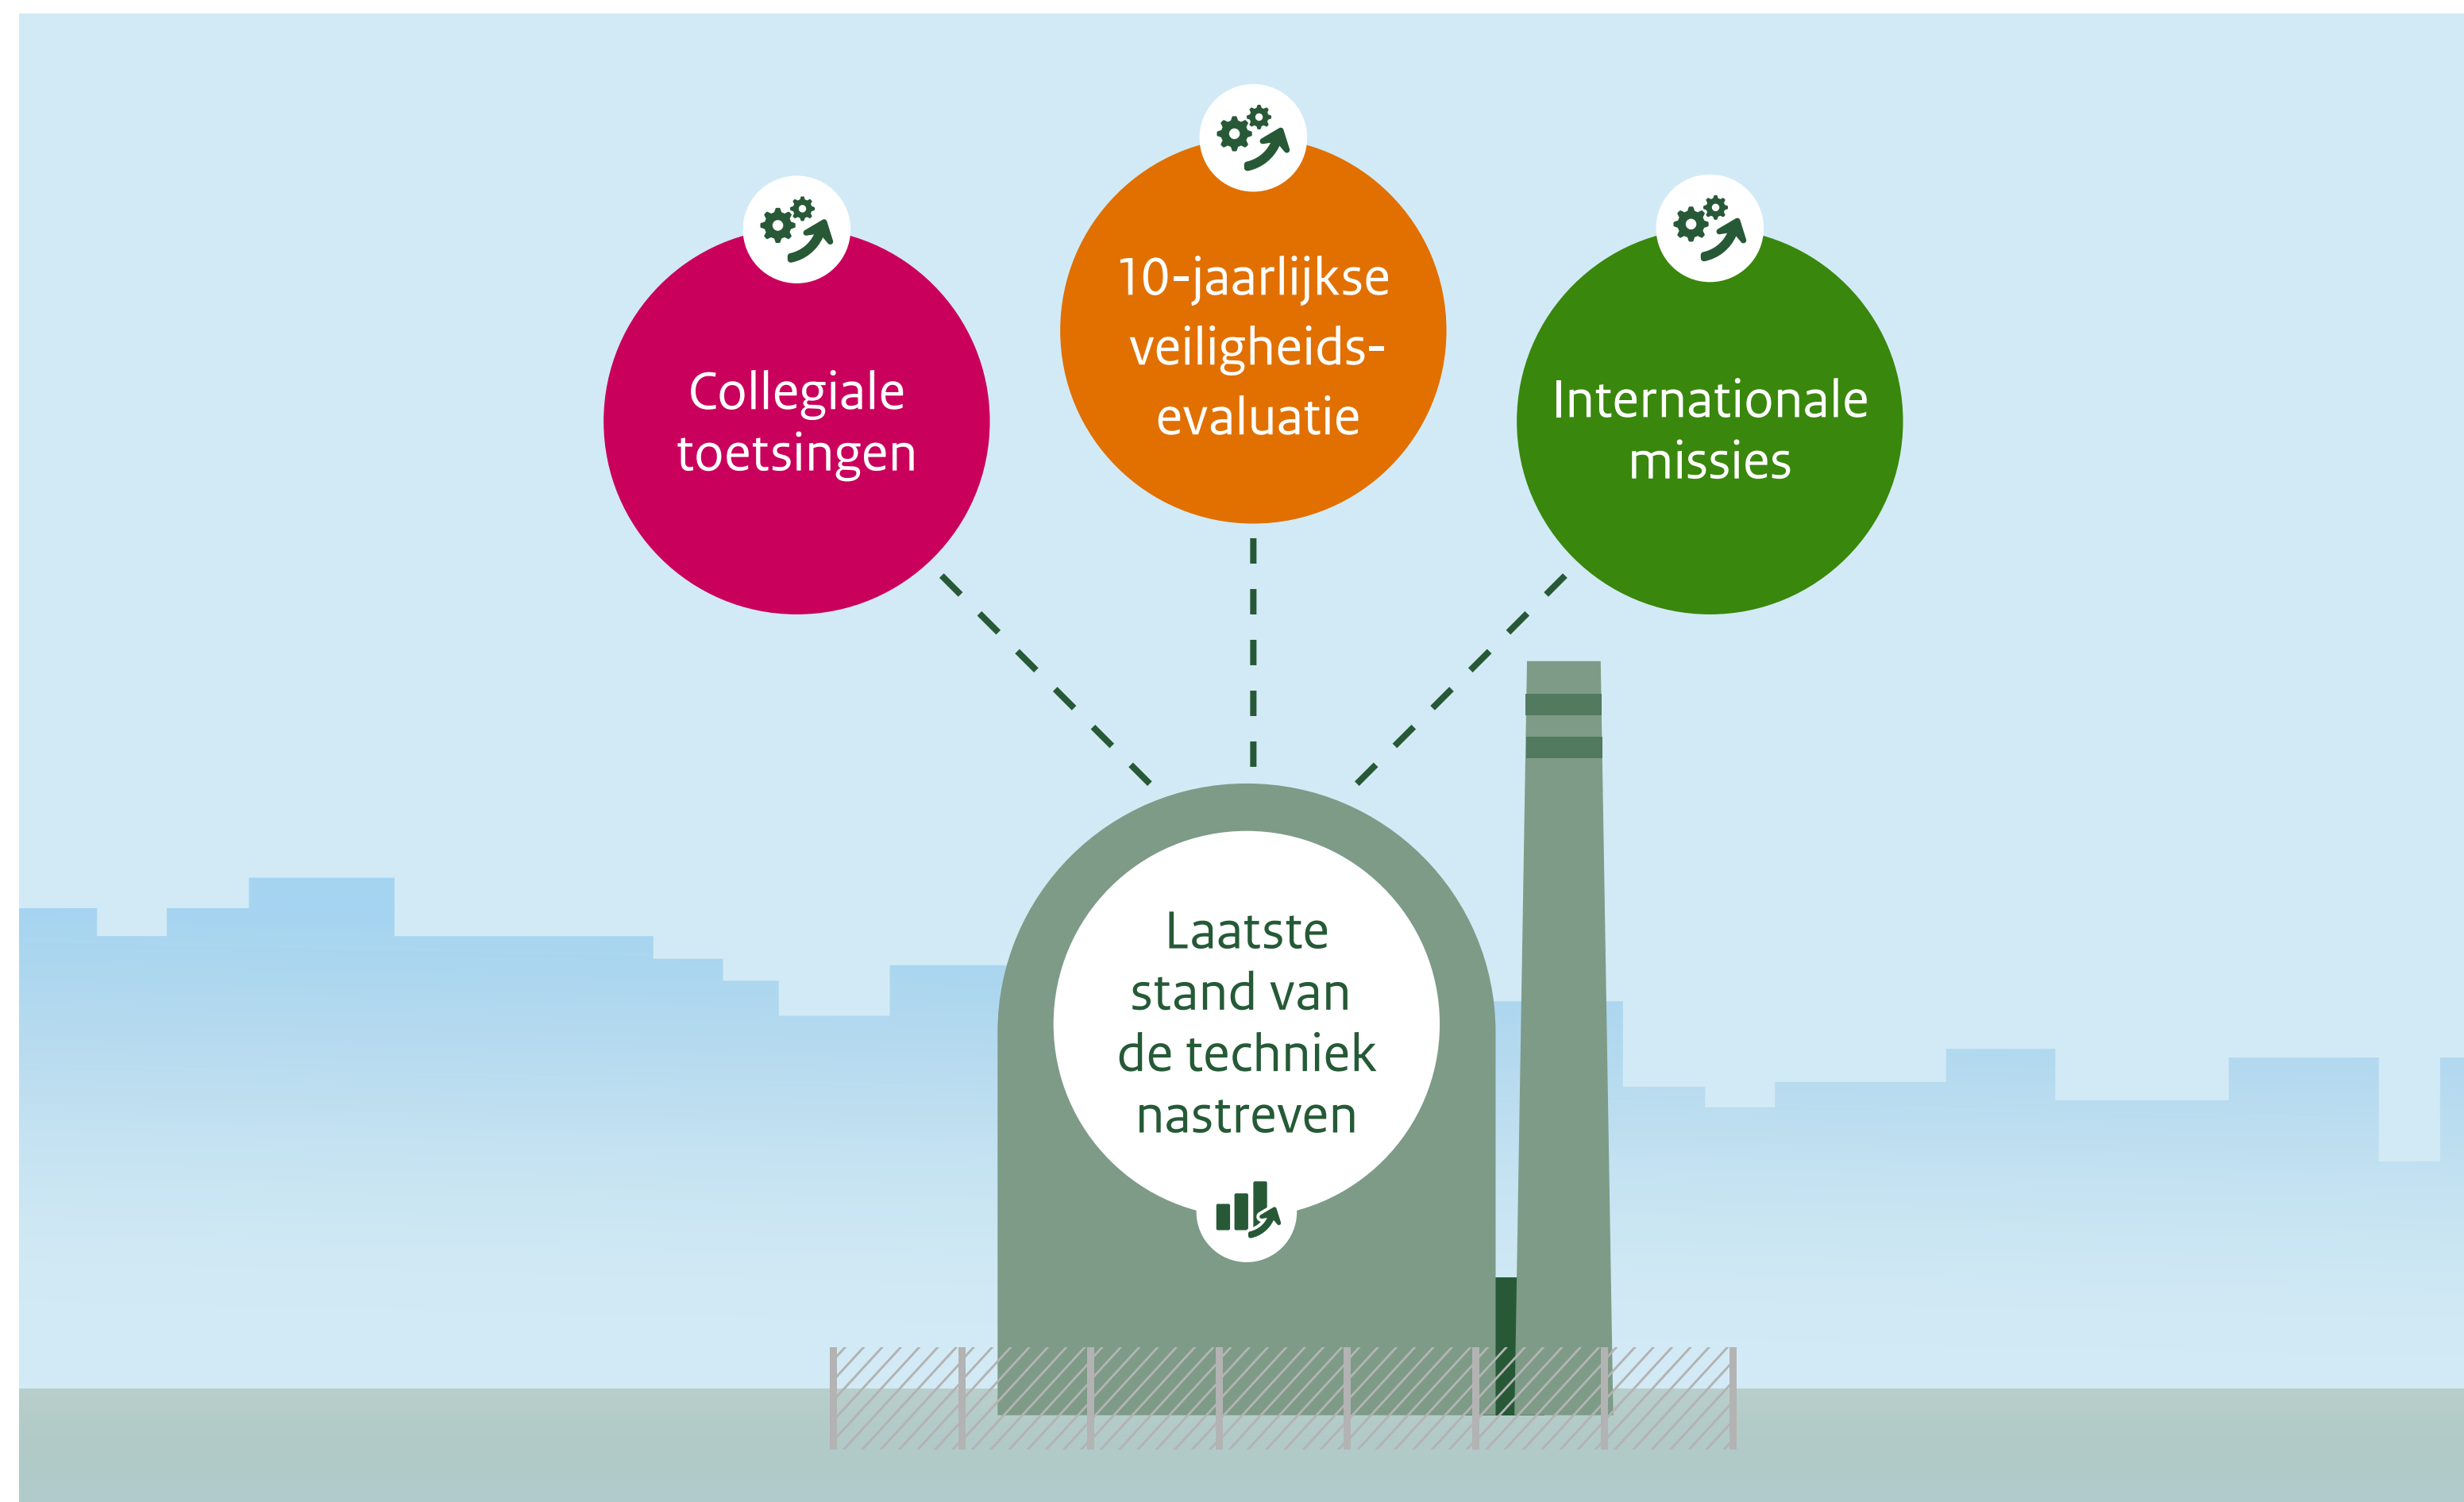 Collegiale
toetsingen
10-jaarlijkse
veiligheids-
evaluatie
Internationale
missies
Laatste
stand van
de techniek
nastreven